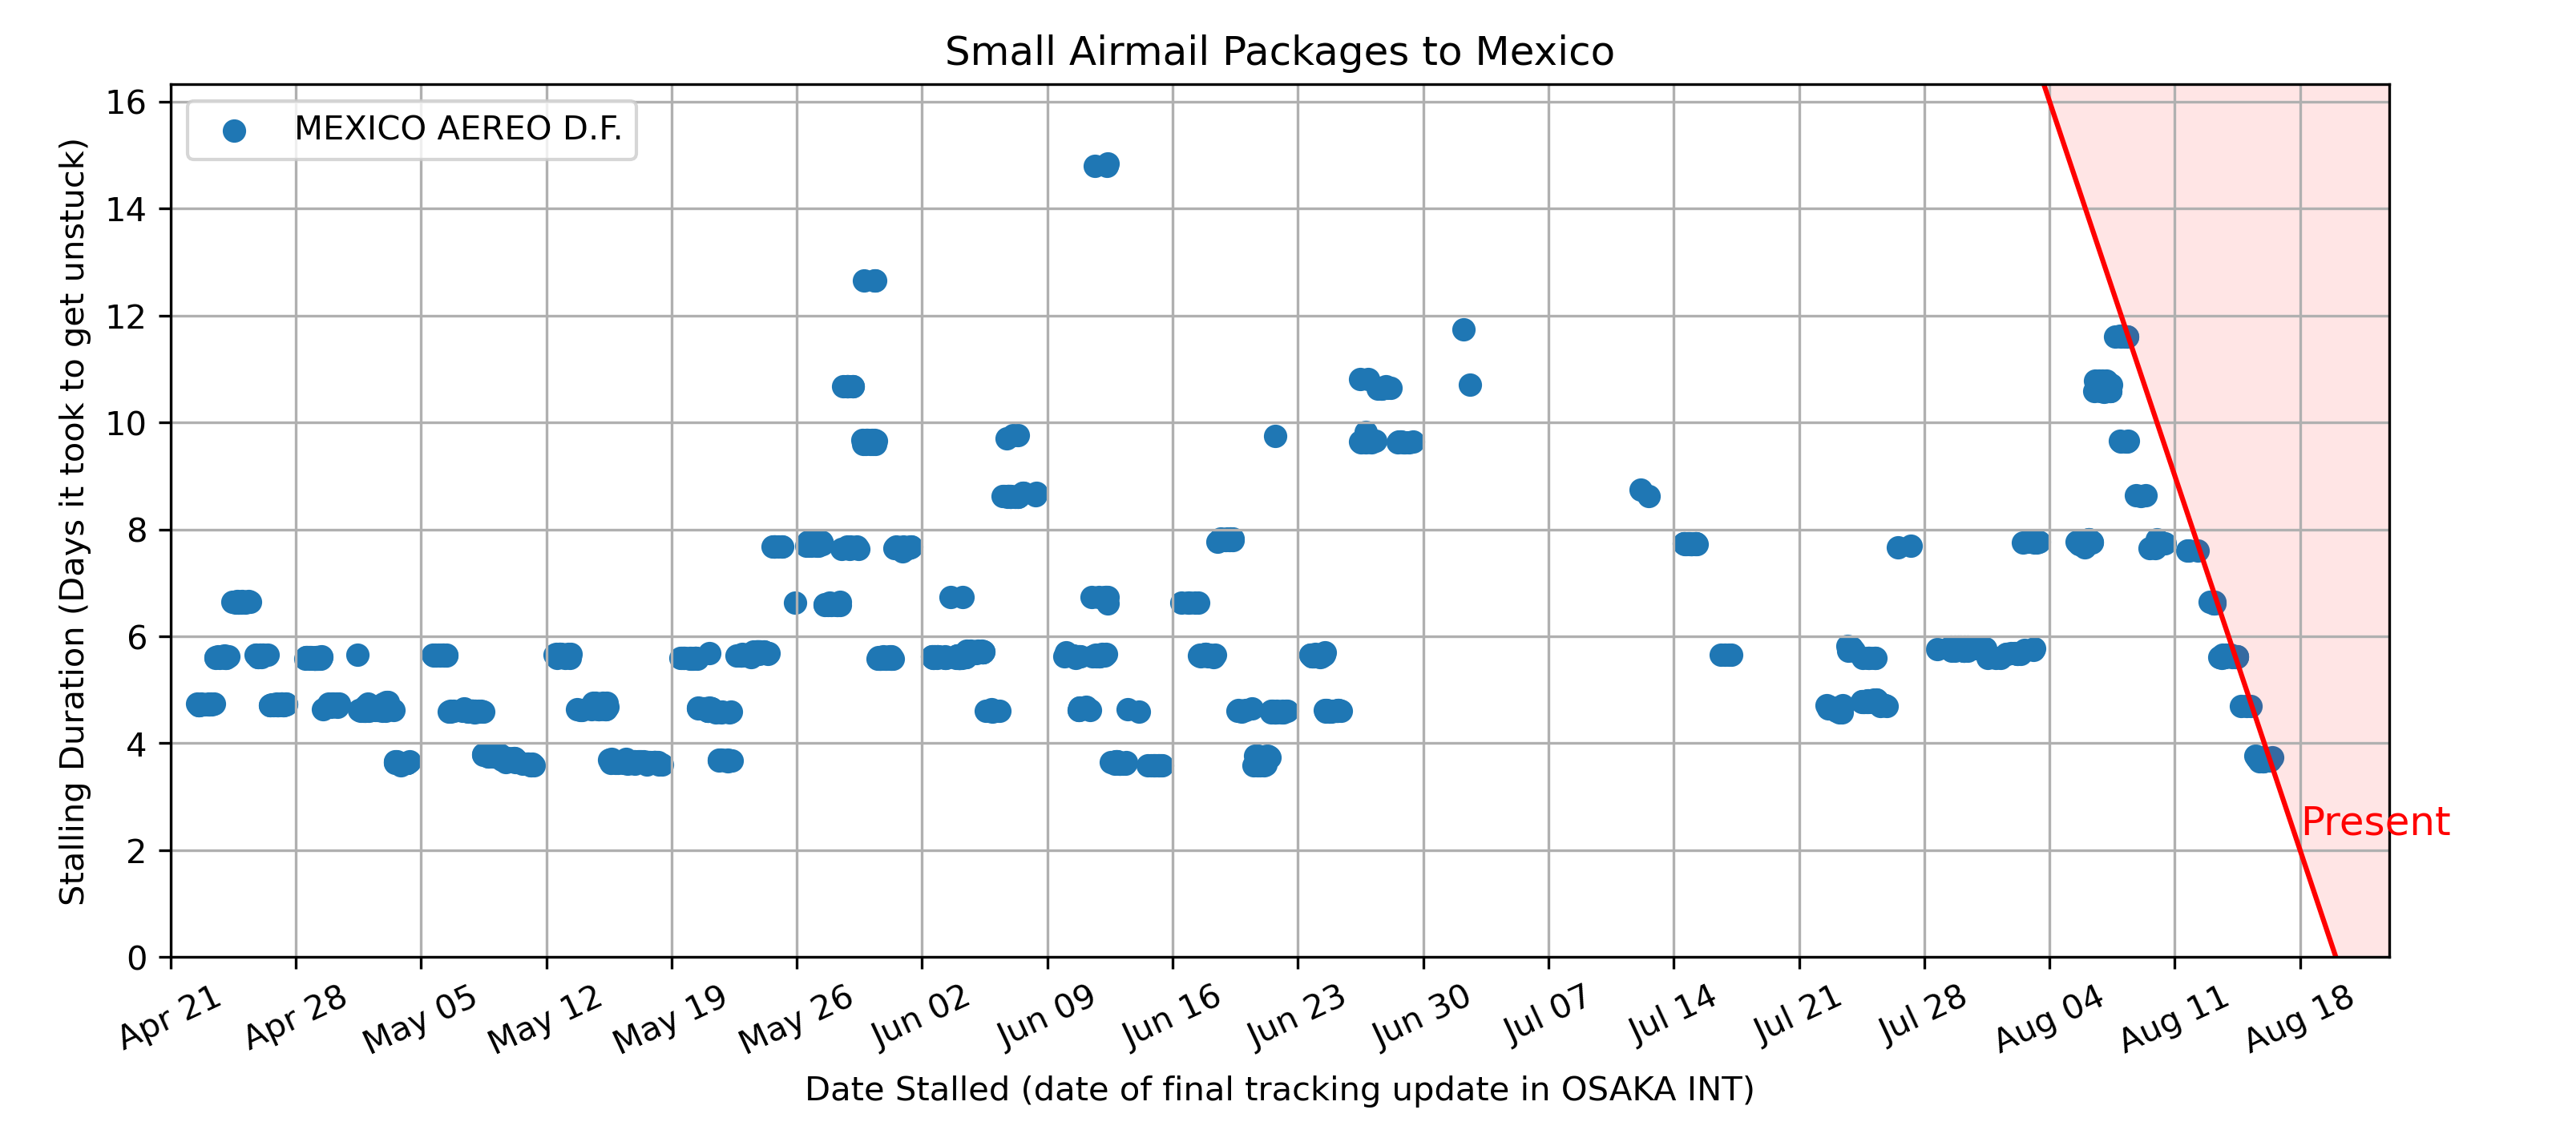 Small Airmail Packages to Mexico
MEXICO AEREO D.F.
Stalling Duration (Days it took to get unstuck)
16
14
12
10
8
6
4
2
0
Present
Apr 21
Apr 28
May 05
May 12
May 19
May 26
Jun 02
Jun 09
Jun 16
Jun 23
Jun 30
Jul 07
Jul 14
Jul 21
Jul 28
Aug 04
Aug 11
Aug 18
Date Stalled (date of final tracking update in OSAKA INT)